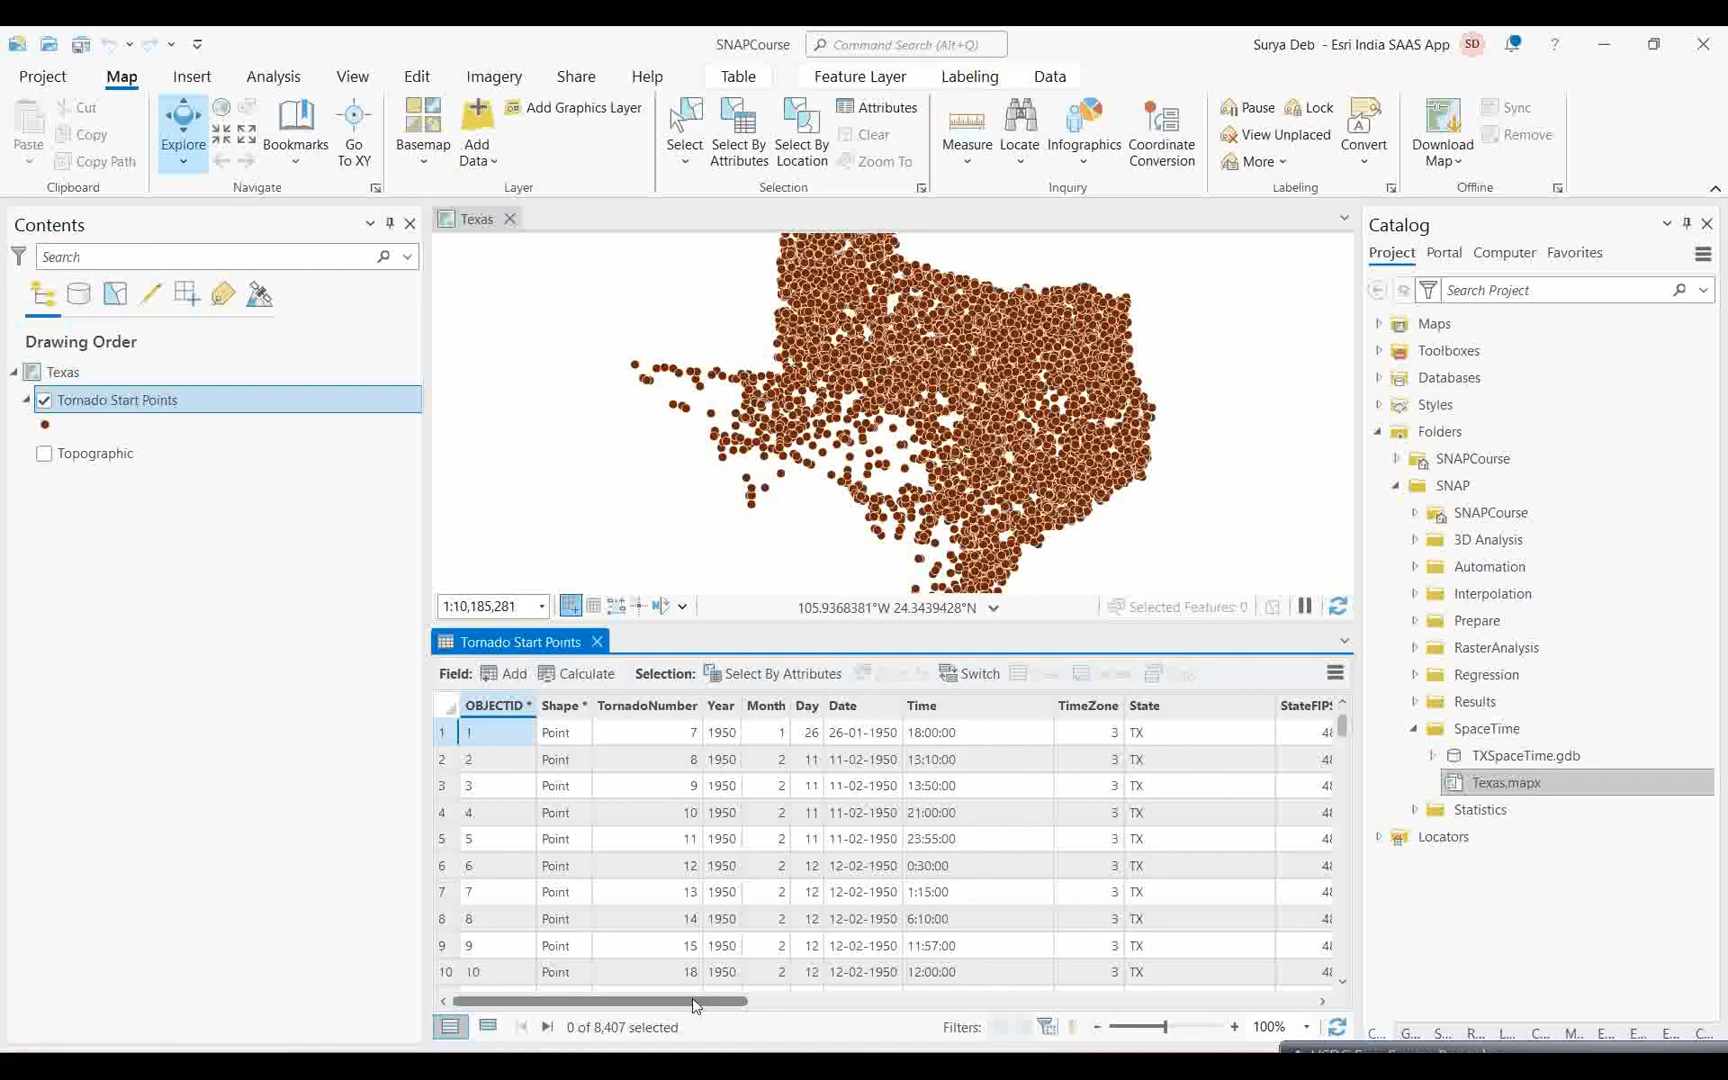 SNAPCourse
Command Search (Alt+Q)
Surya Deb - Esri India SAAS App
SD
?
Project
Map
Insert
Analysis
View
Edit
Imagery
Share
Help
Table
Feature Layer
Labeling
Data
Paste
Cut
Copy
Copy Path
Clipboard
Explore
Bookmarks
Go To XY
Navigate
Basemap
Add Data
Add Graphics Layer
Layer
Select
Select By Attributes
Select By Location
Attributes
Clear
Zoom To
Selection
Measure
Locate
Infographics
Coordinate Conversion
Inquiry
Pause
Lock
View Unplaced
More
Convert
Labeling
Download Map
Sync
Remove
Offline
Contents
Search
Drawing Order
Texas
Tornado Start Points
Topographic
Texas
1:10,185,281
105.9368381°W 24.3439428°N
Selected Features: 0
Tornado Start Points
Field: Add Calculate Selection: Select By Attributes Switch
OBJECTID * Shape * TornadoNumber Year Month Day Date Time TimeZone State StateFIPS
1 1 Point 7 1950 1 26 26-01-1950 18:00:00 3 TX 48
2 2 Point 8 1950 2 11 11-02-1950 13:10:00 3 TX 48
3 3 Point 9 1950 2 11 11-02-1950 13:50:00 3 TX 48
4 4 Point 10 1950 2 11 11-02-1950 21:00:00 3 TX 48
5 5 Point 11 1950 2 11 11-02-1950 23:55:00 3 TX 48
6 6 Point 12 1950 2 12 12-02-1950 0:30:00 3 TX 48
7 7 Point 13 1950 2 12 12-02-1950 1:15:00 3 TX 48
8 8 Point 14 1950 2 12 12-02-1950 6:10:00 3 TX 48
9 9 Point 15 1950 2 12 12-02-1950 11:57:00 3 TX 48
10 10 Point 18 1950 2 12 12-02-1950 12:00:00 3 TX 48
0 of 8,407 selected
Filters:
- + 100%
Catalog
Project
Portal
Computer
Favorites
Search Project
Maps
Toolboxes
Databases
Styles
Folders
SNAPCourse
SNAP
SNAPCourse
3D Analysis
Automation
Interpolation
Prepare
RasterAnalysis
Regression
Results
SpaceTime
TXSpaceTime.gdb
Texas.mapx
Statistics
Locators
C... G... S... R... L... C... M... E... E... E... C...